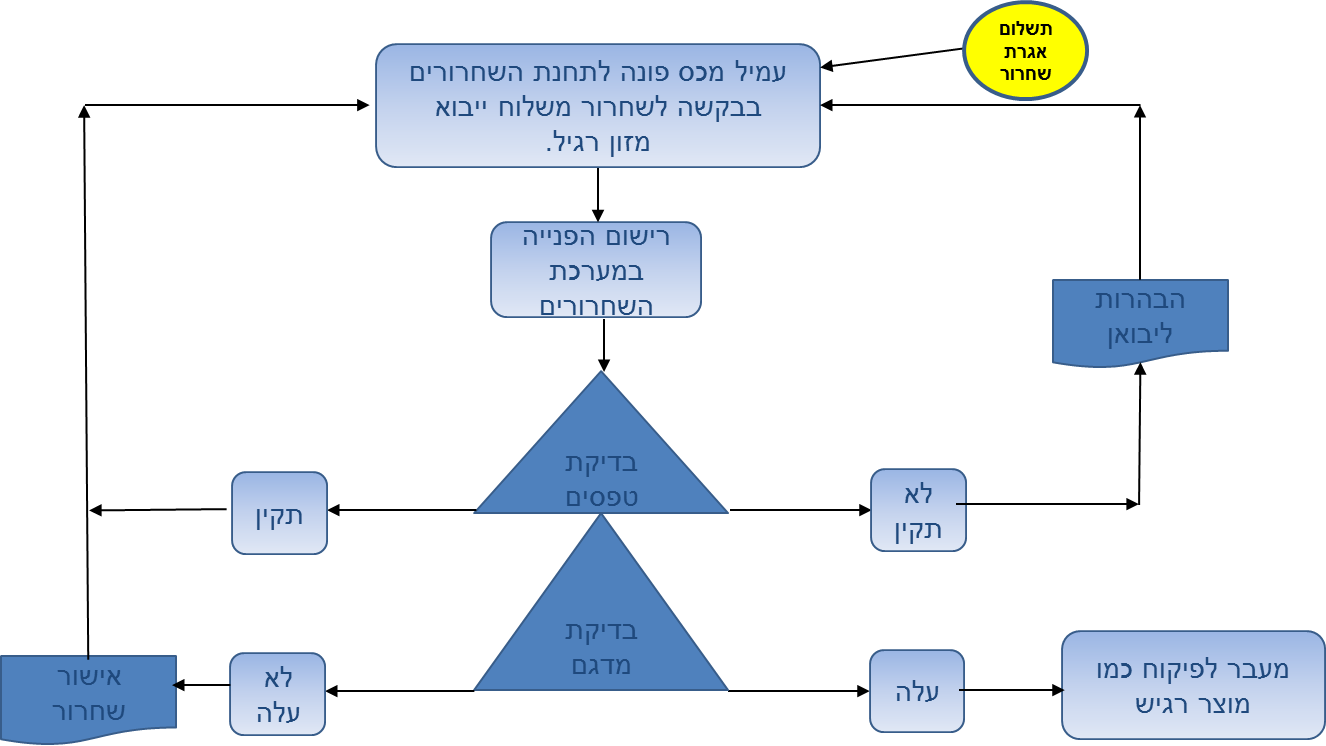 תשלום
אגרת
שחרור
עמיל מכס פונה לתחנת השחרורים
בבקשה לשחרור משלוח ייבוא
מזון רגיל.
רישום הפנייה
במערכת
השחרורים
הבהרות
ליבואן
בדיקת
טפסים
לא
תקין
תקין
בדיקת
מדגם
מעבר לפיקוח כמו
מוצר רגיש
עלה
לא
עלה
אישור
שחרור